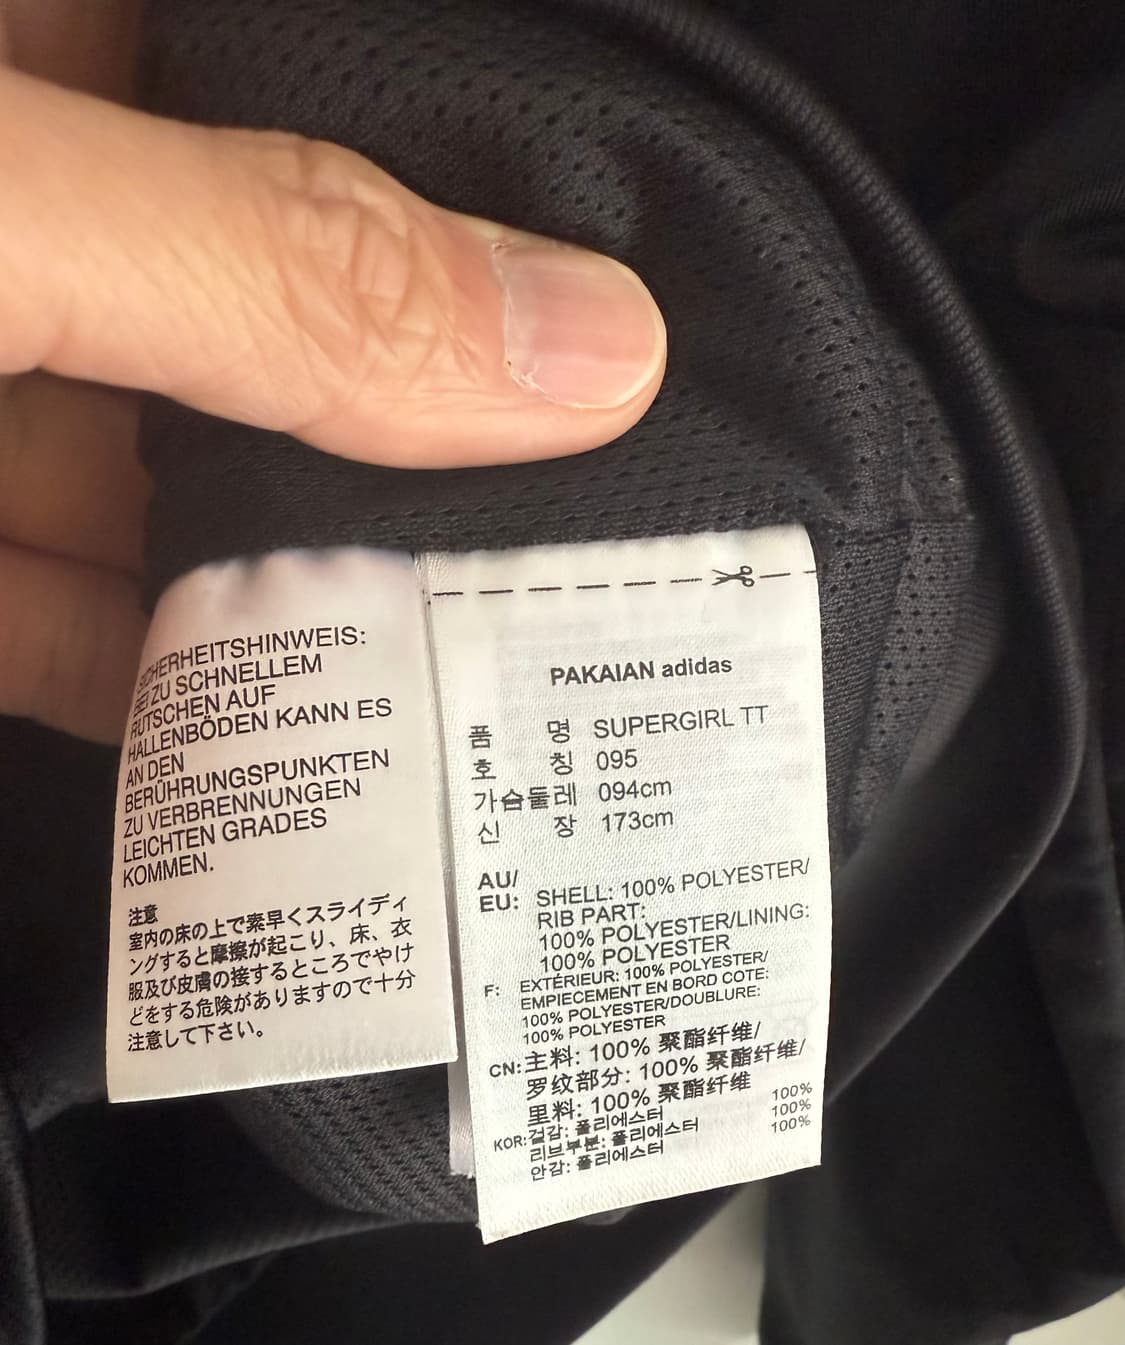 SICHERHEITSHINWEIS:
BEI ZU SCHNELLEM
RUTSCHEN AUF
HALLENBÖDEN KANN ES
AN DEN
BERÜHRUNGSPUNKTEN
ZU VERBRENNUNGEN
LEICHTEN GRADES
KOMMEN.
注意
室内の床の上で素早くスライディ
ングすると摩擦が起こり、床、衣
服及び皮膚の接するところでやけ
どをする危険がありますので十分
注意して下さい。
PAKAIAN adidas
품 명 SUPERGIRL TT
호 칭 095
가슴둘레 094cm
신 장 173cm
AU/
EU: SHELL: 100% POLYESTER/
RIB PART:
100% POLYESTER/LINING:
100% POLYESTER
F: EXTÉRIEUR: 100% POLYESTER/
EMPIECEMENT EN BORD COTE:
100% POLYESTER/DOUBLURE:
100% POLYESTER
CN: 主料: 100% 聚酯纤维/
罗纹部分: 100% 聚酯纤维/
里料: 100% 聚酯纤维
KOR: 겉감: 폴리에스터 100%
리브부분: 폴리에스터 100%
안감: 폴리에스터 100%